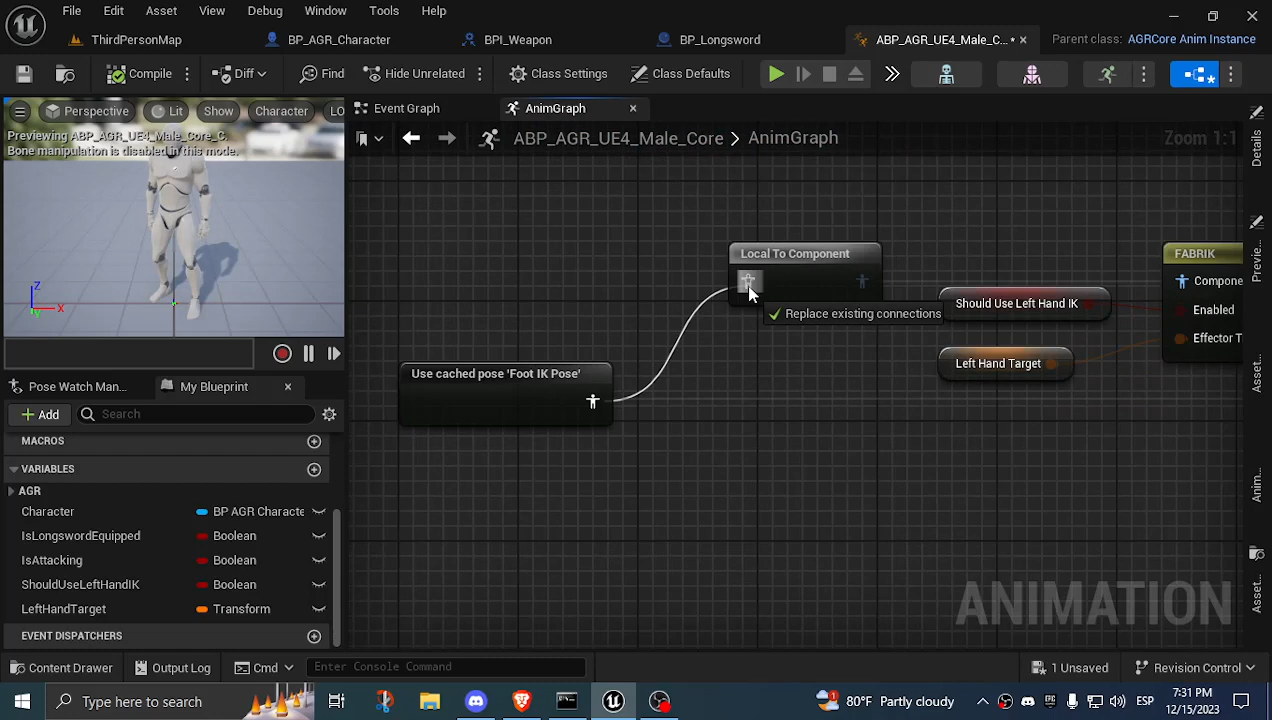 File Edit Asset View Debug Window Tools Help
ThirdPersonMap BP_AGR_Character BPI_Weapon BP_Longsword ABP_AGR_UE4_Male_C... Parent class: AGRCore Anim Instance
Compile Diff Find Hide Unrelated Class Settings Class Defaults
Perspective Lit Show Character LO
Previewing ABP_AGR_UE4_Male_Core_C.
Bone manipulation is disabled in this mode.
Z
X
Y
Pose Watch Man... My Blueprint
Add Search
MACROS
VARIABLES
AGR
Character BP AGR Characte
IsLongswordEquipped Boolean
IsAttacking Boolean
ShouldUseLeftHandIK Boolean
LeftHandTarget Transform
EVENT DISPATCHERS
Event Graph AnimGraph
ABP_AGR_UE4_Male_Core > AnimGraph Zoom 1:1
Local To Component
Replace existing connections
Use cached pose 'Foot IK Pose'
Should Use Left Hand IK
Left Hand Target
FABRIK
Compone
Enabled
Effector T
ANIMATION
Details
Previe...
Asset...
Anim...
Asset...
Content Drawer Output Log Cmd Enter Console Command 1 Unsaved Revision Control
Type here to search 1 80°F Partly cloudy ESP 7:31 PM
12/15/2023